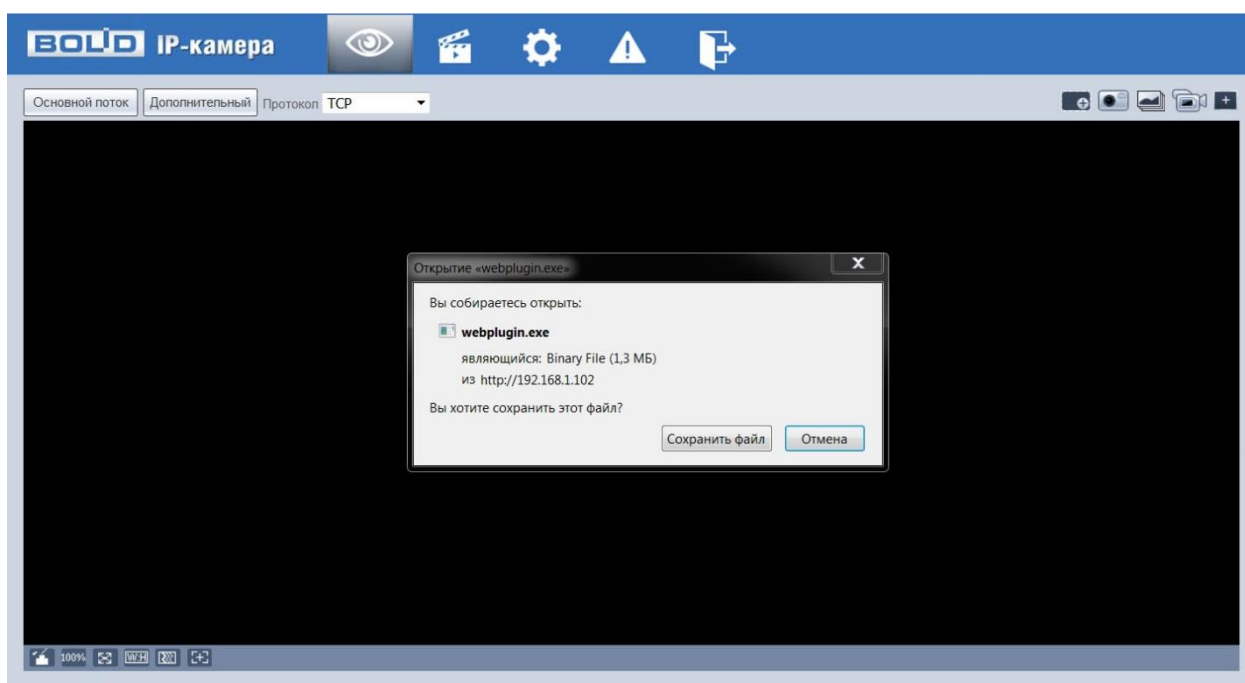 BOLID IP-камера
Основной поток Дополнительный Протокол TCP
Открытие «webplugin.exe»
X
Вы собираетесь открыть:
webplugin.exe
являющийся: Binary File (1,3 МБ)
из http://192.168.1.102
Вы хотите сохранить этот файл?
Сохранить файл Отмена
100% W:H